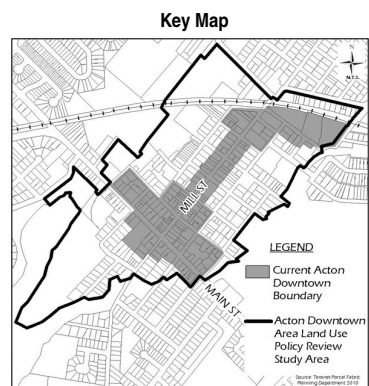 Key Map
N
N.T.S.
MILL ST
MAIN ST
LEGEND
Current Acton
Downtown
Boundary
Acton Downtown
Area Land Use
Policy Review
Study Area
Source: Teranet Parcel Fabric
Planning Department 2010